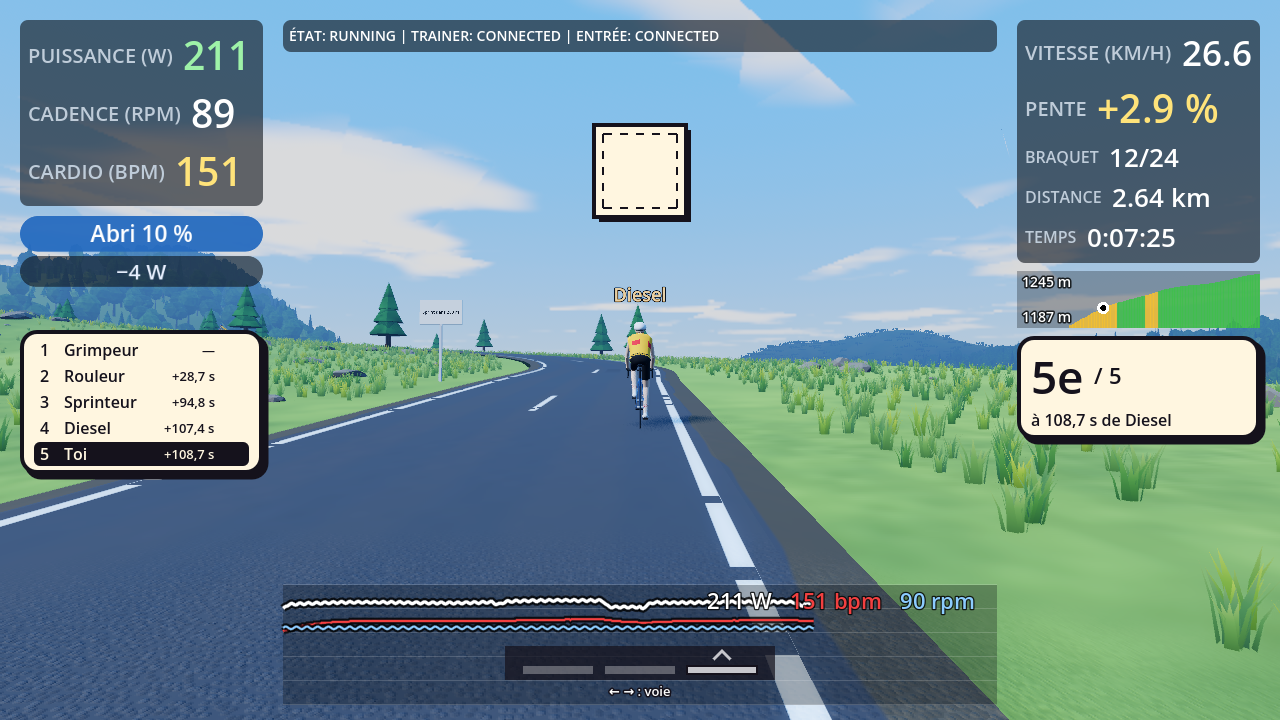 PUISSANCE (W) 211
CADENCE (RPM) 89
CARDIO (BPM) 151
Abri 10 %
−4 W
1 Grimpeur —
2 Rouleur +28,7 s
3 Sprinteur +94,8 s
4 Diesel +107,4 s
5 Toi +108,7 s
ÉTAT: RUNNING | TRAINER: CONNECTED | ENTRÉE: CONNECTED
Diesel
211 W 151 bpm 90 rpm
← → : voie
VITESSE (KM/H) 26.6
PENTE +2.9 %
BRAQUET 12/24
DISTANCE 2.64 km
TEMPS 0:07:25
1245 m
1187 m
5e / 5
à 108,7 s de Diesel